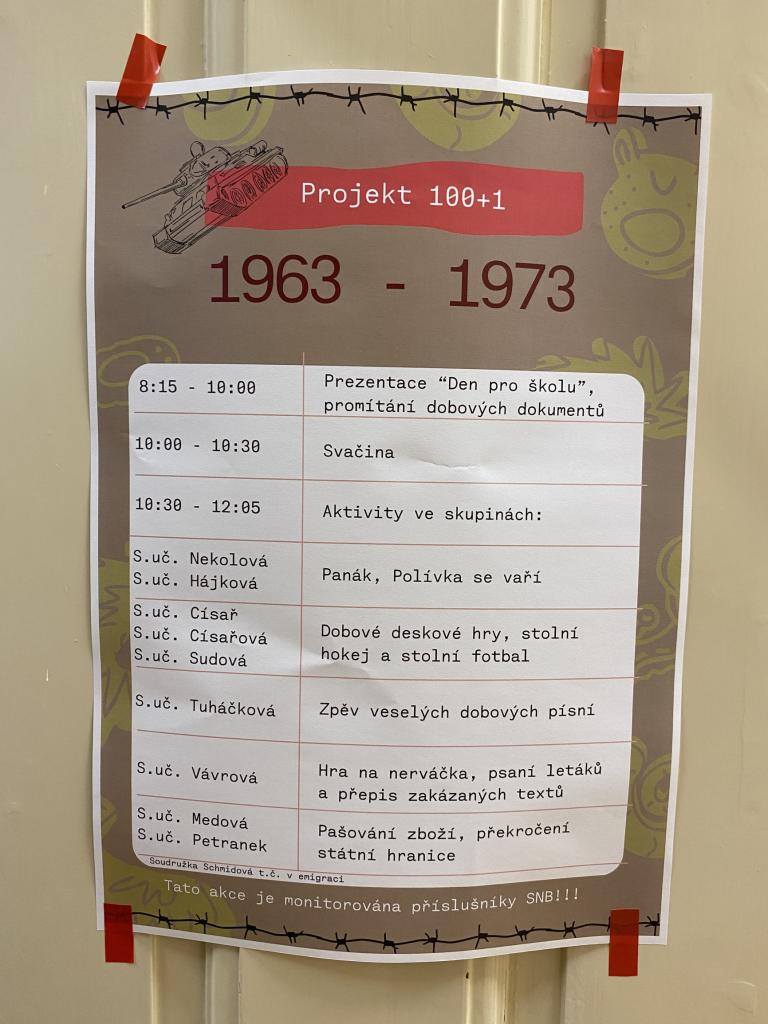 Projekt 100+1
1963 - 1973
8:15 - 10:00
Prezentace “Den pro školu”,
promítání dobových dokumentů
10:00 - 10:30
Svačina
10:30 - 12:05
Aktivity ve skupinách:
S.uč. Nekolová
S.uč. Hájková
Panák, Polívka se vaří
S.uč. Císař
S.uč. Císařová
S.uč. Sudová
Dobové deskové hry, stolní
hokej a stolní fotbal
S.uč. Tuháčková
Zpěv veselých dobových písní
S.uč. Vávrová
Hra na nerváčka, psaní letáků
a přepis zakázaných textů
S.uč. Medová
S.uč. Petranek
Pašování zboží, překročení
státní hranice
Soudružka Schmidová t.č. v emigraci
Tato akce je monitorována příslušníky SNB!!!